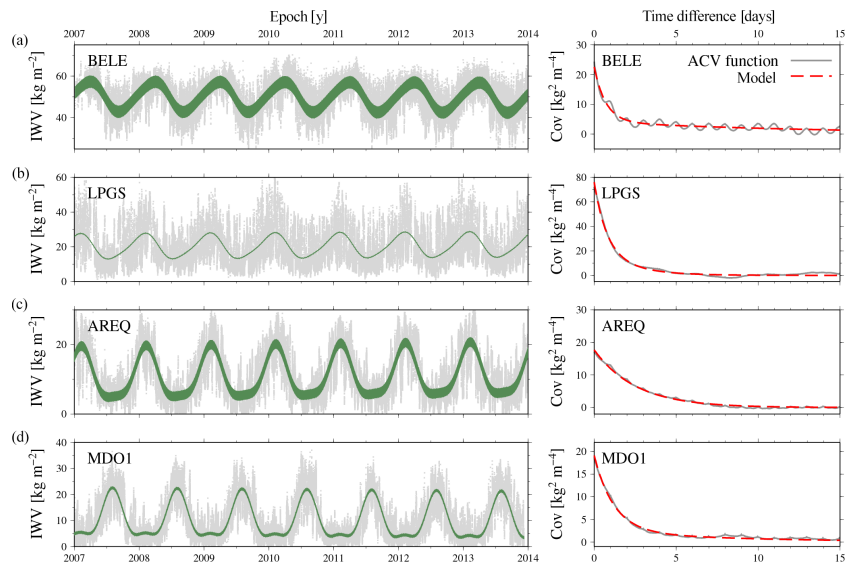 Epoch [y]
Time difference [days]
2007 2008 2009 2010 2011 2012 2013 2014
0 5 10 15
(a)
BELE
IWV [kg m⁻²]
60
40
BELE
ACV function
Model
Cov [kg² m⁻⁴]
30
20
10
0
(b)
LPGS
IWV [kg m⁻²]
60
40
20
0
LPGS
Cov [kg² m⁻⁴]
80
60
40
20
0
(c)
AREQ
IWV [kg m⁻²]
20
0
AREQ
Cov [kg² m⁻⁴]
30
20
10
0
(d)
MDO1
IWV [kg m⁻²]
40
30
20
10
0
MDO1
Cov [kg² m⁻⁴]
20
15
10
5
0
2007 2008 2009 2010 2011 2012 2013 2014
0 5 10 15